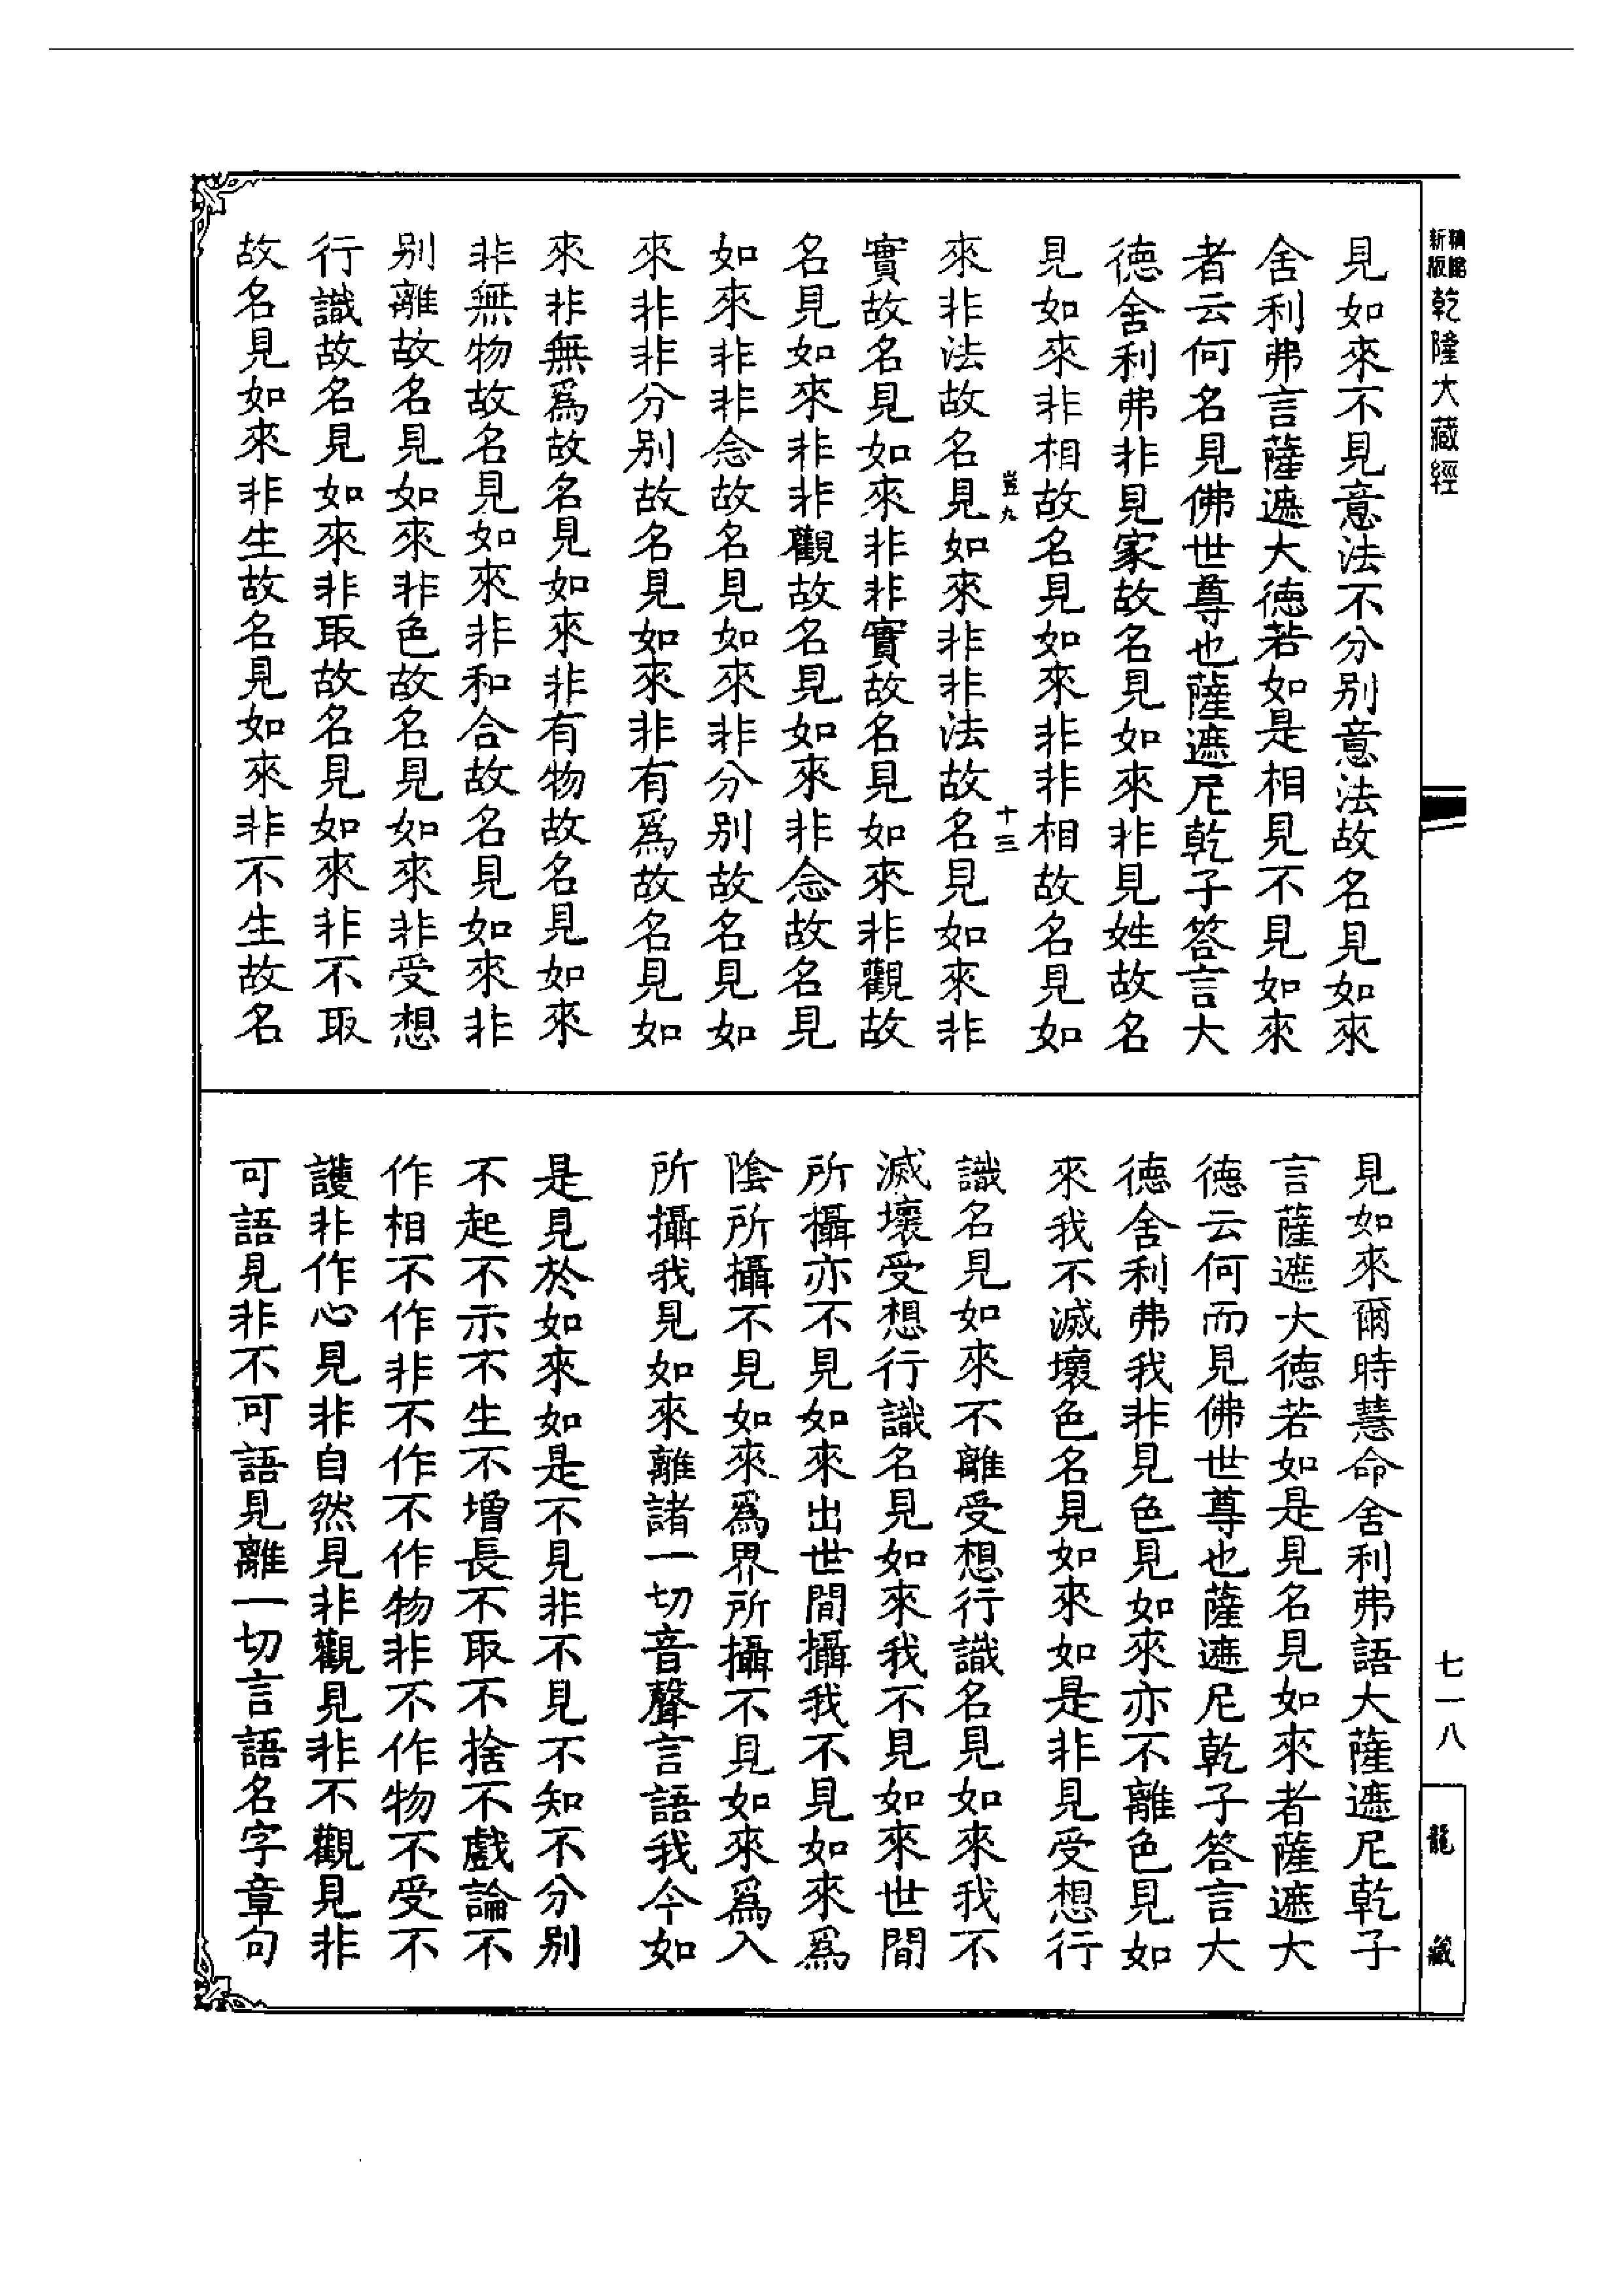 新版
精縮
乾隆大藏經
見如來不見意法不分別意法故名見如來
舍利弗言薩遮大德若如是相見不見如來
者云何名見佛世尊也薩遮尼乾子答言大
德舍利弗非見家故名見如來非見姓故名
見如來非相故名見如來非非相故名見如
豈九
十三
來非法故名見如來非非法故名見如來非
實故名見如來非非實故名見如來非觀故
名見如來非非觀故名見如來非念故名見
如來非非念故名見如來非分別故名見如
來非非分別故名見如來非有爲故名見如
來非無爲故名見如來非有物故名見如來
非無物故名見如來非和合故名見如來非
別離故名見如來非色故名見如來非受想
行識故名見如來非取故名見如來非不取
故名見如來非生故名見如來非不生故名
見如來爾時慧命舍利弗語大薩遮尼乾子
言薩遮大德若如是見名見如來者薩遮大
德云何而見佛世尊也薩遮尼乾子答言大
德舍利弗我非見色見如來亦不離色見如
來我不滅壞色名見如來如是非見受想行
識名見如來不離受想行識名見如來我不
滅壞受想行識名見如來我不見如來世間
所攝亦不見如來出世間攝我不見如來爲
陰所攝不見如來爲界所攝不見如來爲入
所攝我見如來離諸一切音聲言語我今如
是見於如來如是不見非不見不知不分別
不起不示不生不增長不取不捨不戲論不
作相不作非不作不作物非不作物不受不
護非作心見非自然見非觀見非不觀見非
可語見非不可語見離一切言語名字章句
七一八
龍藏